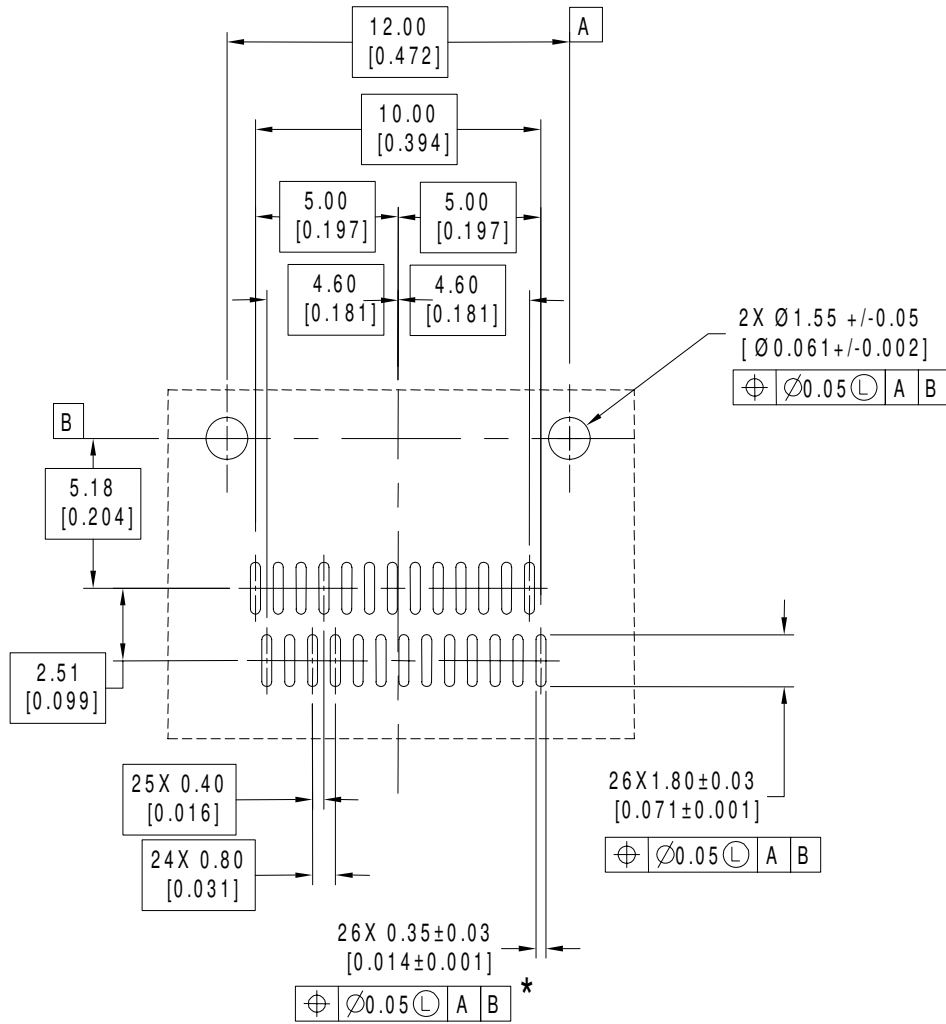 12.00
[0.472]
A
10.00
[0.394]
5.00
[0.197]
5.00
[0.197]
4.60
[0.181]
4.60
[0.181]
2X Ø1.55 +/-0.05
[ Ø0.061+/-0.002]
⌖ Ø0.05 Ⓛ A B
B
5.18
[0.204]
2.51
[0.099]
25X 0.40
[0.016]
24X 0.80
[0.031]
26X1.80±0.03
[0.071±0.001]
⌖ Ø0.05 Ⓛ A B
26X 0.35±0.03
[0.014±0.001]
⌖ Ø0.05 Ⓛ A B *